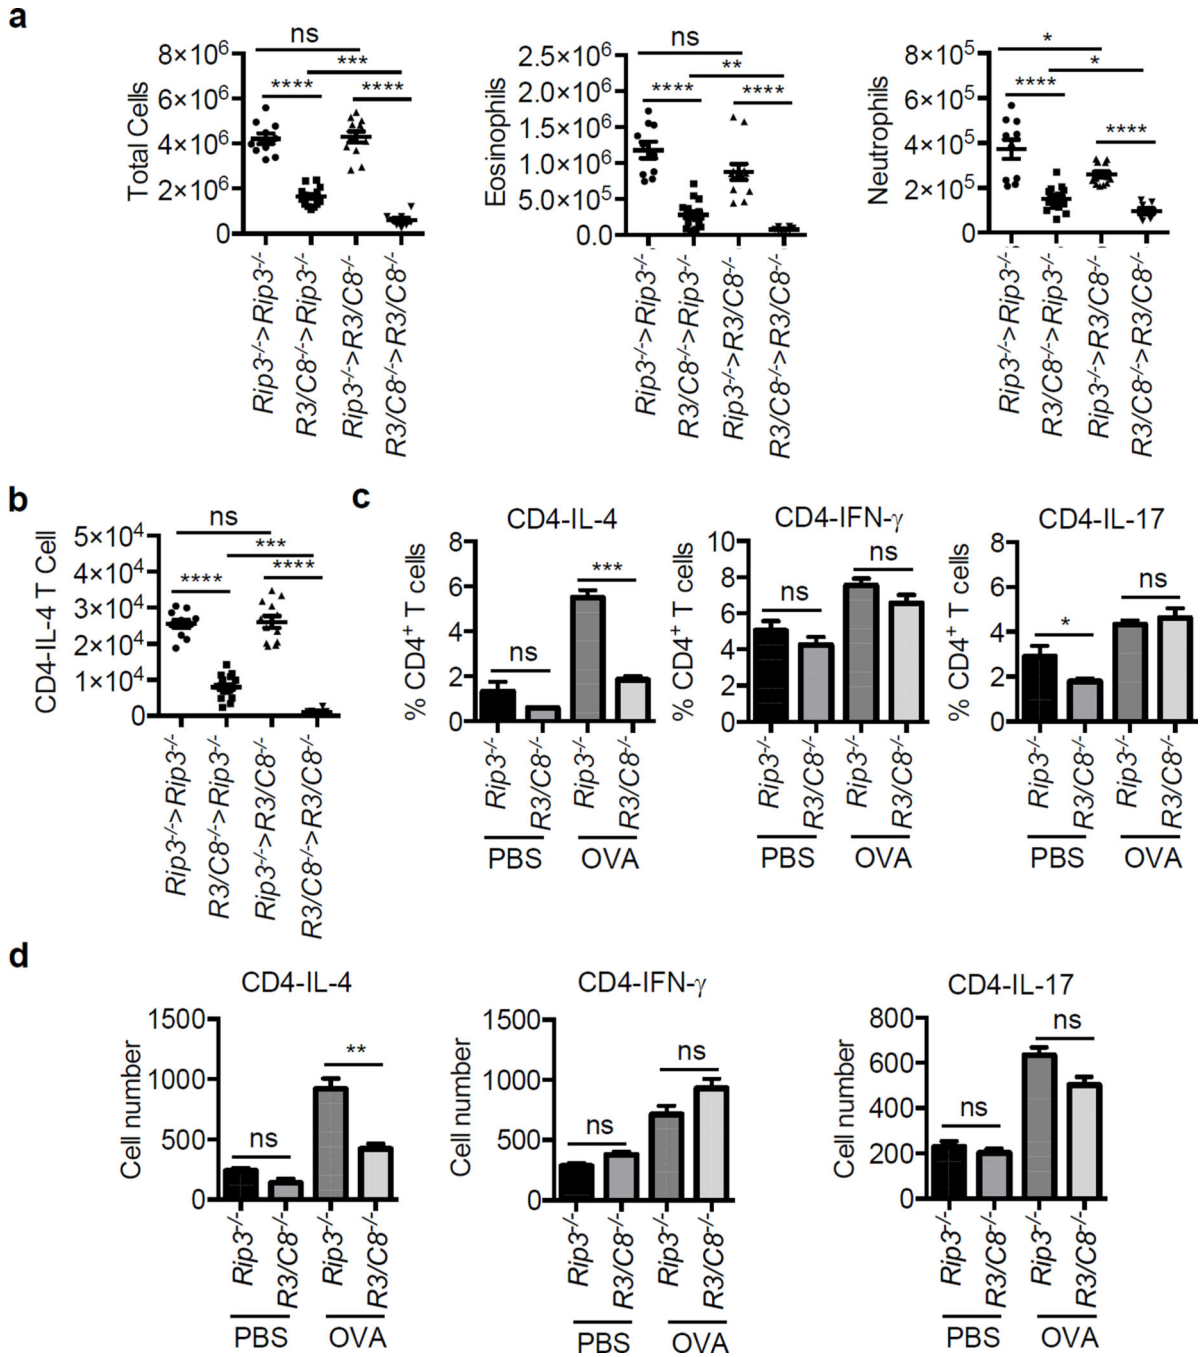 a
Total Cells
8×10⁶
6×10⁶
4×10⁶
2×10⁶
0
ns
***
****
****
Rip3⁻/⁻->Rip3⁻/⁻
R3/C8⁻/⁻->Rip3⁻/⁻
Rip3⁻/⁻->R3/C8⁻/⁻
R3/C8⁻/⁻->R3/C8⁻/⁻
Eosinophils
2.5×10⁶
2.0×10⁶
1.5×10⁶
1.0×10⁶
5.0×10⁵
0.0
ns
**
****
****
Rip3⁻/⁻->Rip3⁻/⁻
R3/C8⁻/⁻->Rip3⁻/⁻
Rip3⁻/⁻->R3/C8⁻/⁻
R3/C8⁻/⁻->R3/C8⁻/⁻
Neutrophils
8×10⁵
6×10⁵
4×10⁵
2×10⁵
0
*
*
****
****
Rip3⁻/⁻->Rip3⁻/⁻
R3/C8⁻/⁻->Rip3⁻/⁻
Rip3⁻/⁻->R3/C8⁻/⁻
R3/C8⁻/⁻->R3/C8⁻/⁻
b
CD4-IL-4 T Cell
5×10⁴
4×10⁴
3×10⁴
2×10⁴
1×10⁴
0
ns
***
****
****
Rip3⁻/⁻->Rip3⁻/⁻
R3/C8⁻/⁻->Rip3⁻/⁻
Rip3⁻/⁻->R3/C8⁻/⁻
R3/C8⁻/⁻->R3/C8⁻/⁻
c
CD4-IL-4
% CD4⁺ T cells
8
6
4
2
0
ns
***
Rip3⁻/⁻
R3/C8⁻/⁻
Rip3⁻/⁻
R3/C8⁻/⁻
PBS
OVA
CD4-IFN-γ
% CD4⁺ T cells
10
8
6
4
2
0
ns
ns
Rip3⁻/⁻
R3/C8⁻/⁻
Rip3⁻/⁻
R3/C8⁻/⁻
PBS
OVA
CD4-IL-17
% CD4⁺ T cells
8
6
4
2
0
*
ns
Rip3⁻/⁻
R3/C8⁻/⁻
Rip3⁻/⁻
R3/C8⁻/⁻
PBS
OVA
d
CD4-IL-4
Cell number
1500
1000
500
0
ns
**
Rip3⁻/⁻
R3/C8⁻/⁻
Rip3⁻/⁻
R3/C8⁻/⁻
PBS
OVA
CD4-IFN-γ
Cell number
1500
1000
500
0
ns
ns
Rip3⁻/⁻
R3/C8⁻/⁻
Rip3⁻/⁻
R3/C8⁻/⁻
PBS
OVA
CD4-IL-17
Cell number
800
600
400
200
0
ns
ns
Rip3⁻/⁻
R3/C8⁻/⁻
Rip3⁻/⁻
R3/C8⁻/⁻
PBS
OVA